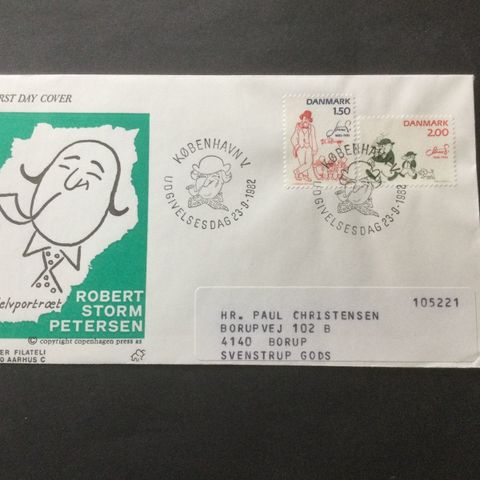 RST DAY COVER
elvportræt
ROBERT
STORM
PETERSEN
© copyright copenhagen press as
ER FILATELI
0 AARHUS C
KØBENHAVN V.
UDGIVELSESDAG 23-9-1982
DANMARK
1.50
KØBENHAVN
UDGIVELSESDAG 23-9-1982
DANMARK
2.00
105221
HR. PAUL CHRISTENSEN
BORUPVEJ 102 B
4140 BORUP
SVENSTRUP GODS